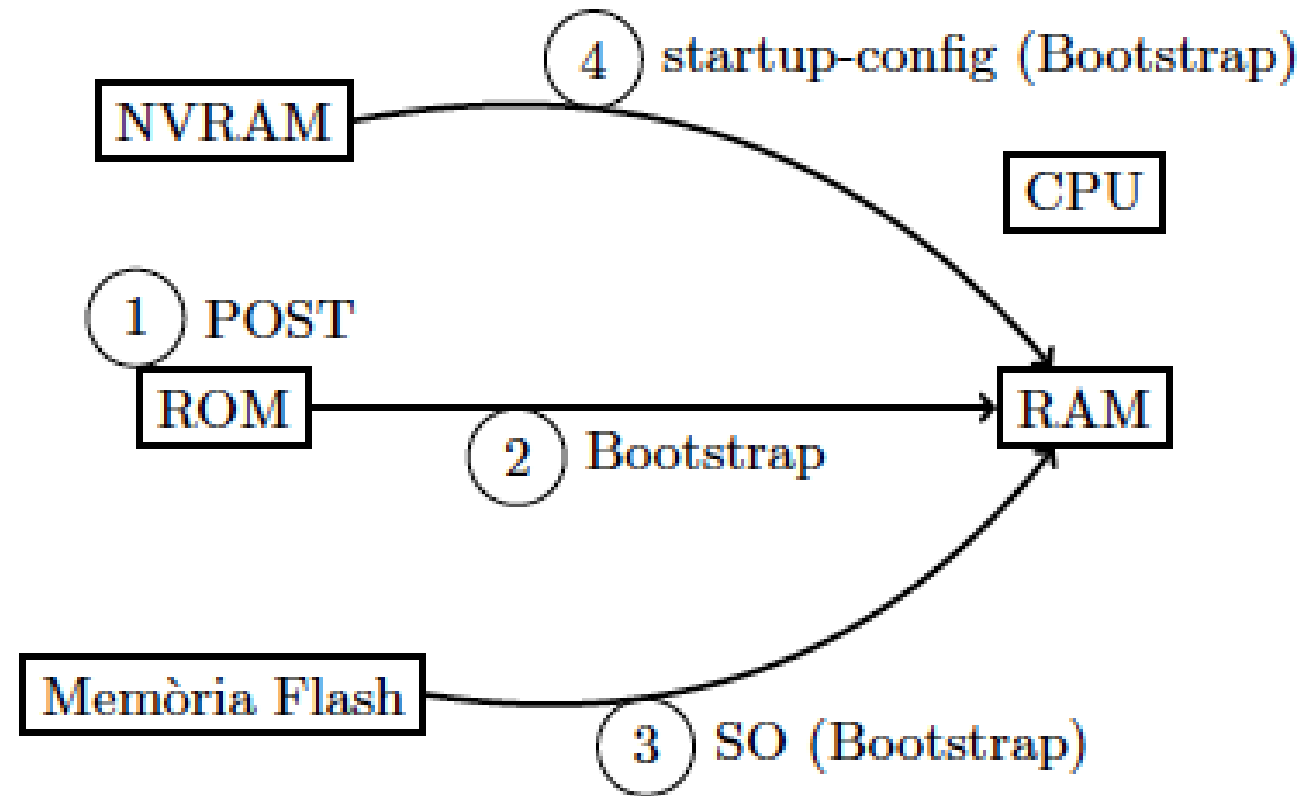 4 startup-config (Bootstrap)
NVRAM
CPU
1 POST
ROM
RAM
2 Bootstrap
Memòria Flash
3 SO (Bootstrap)